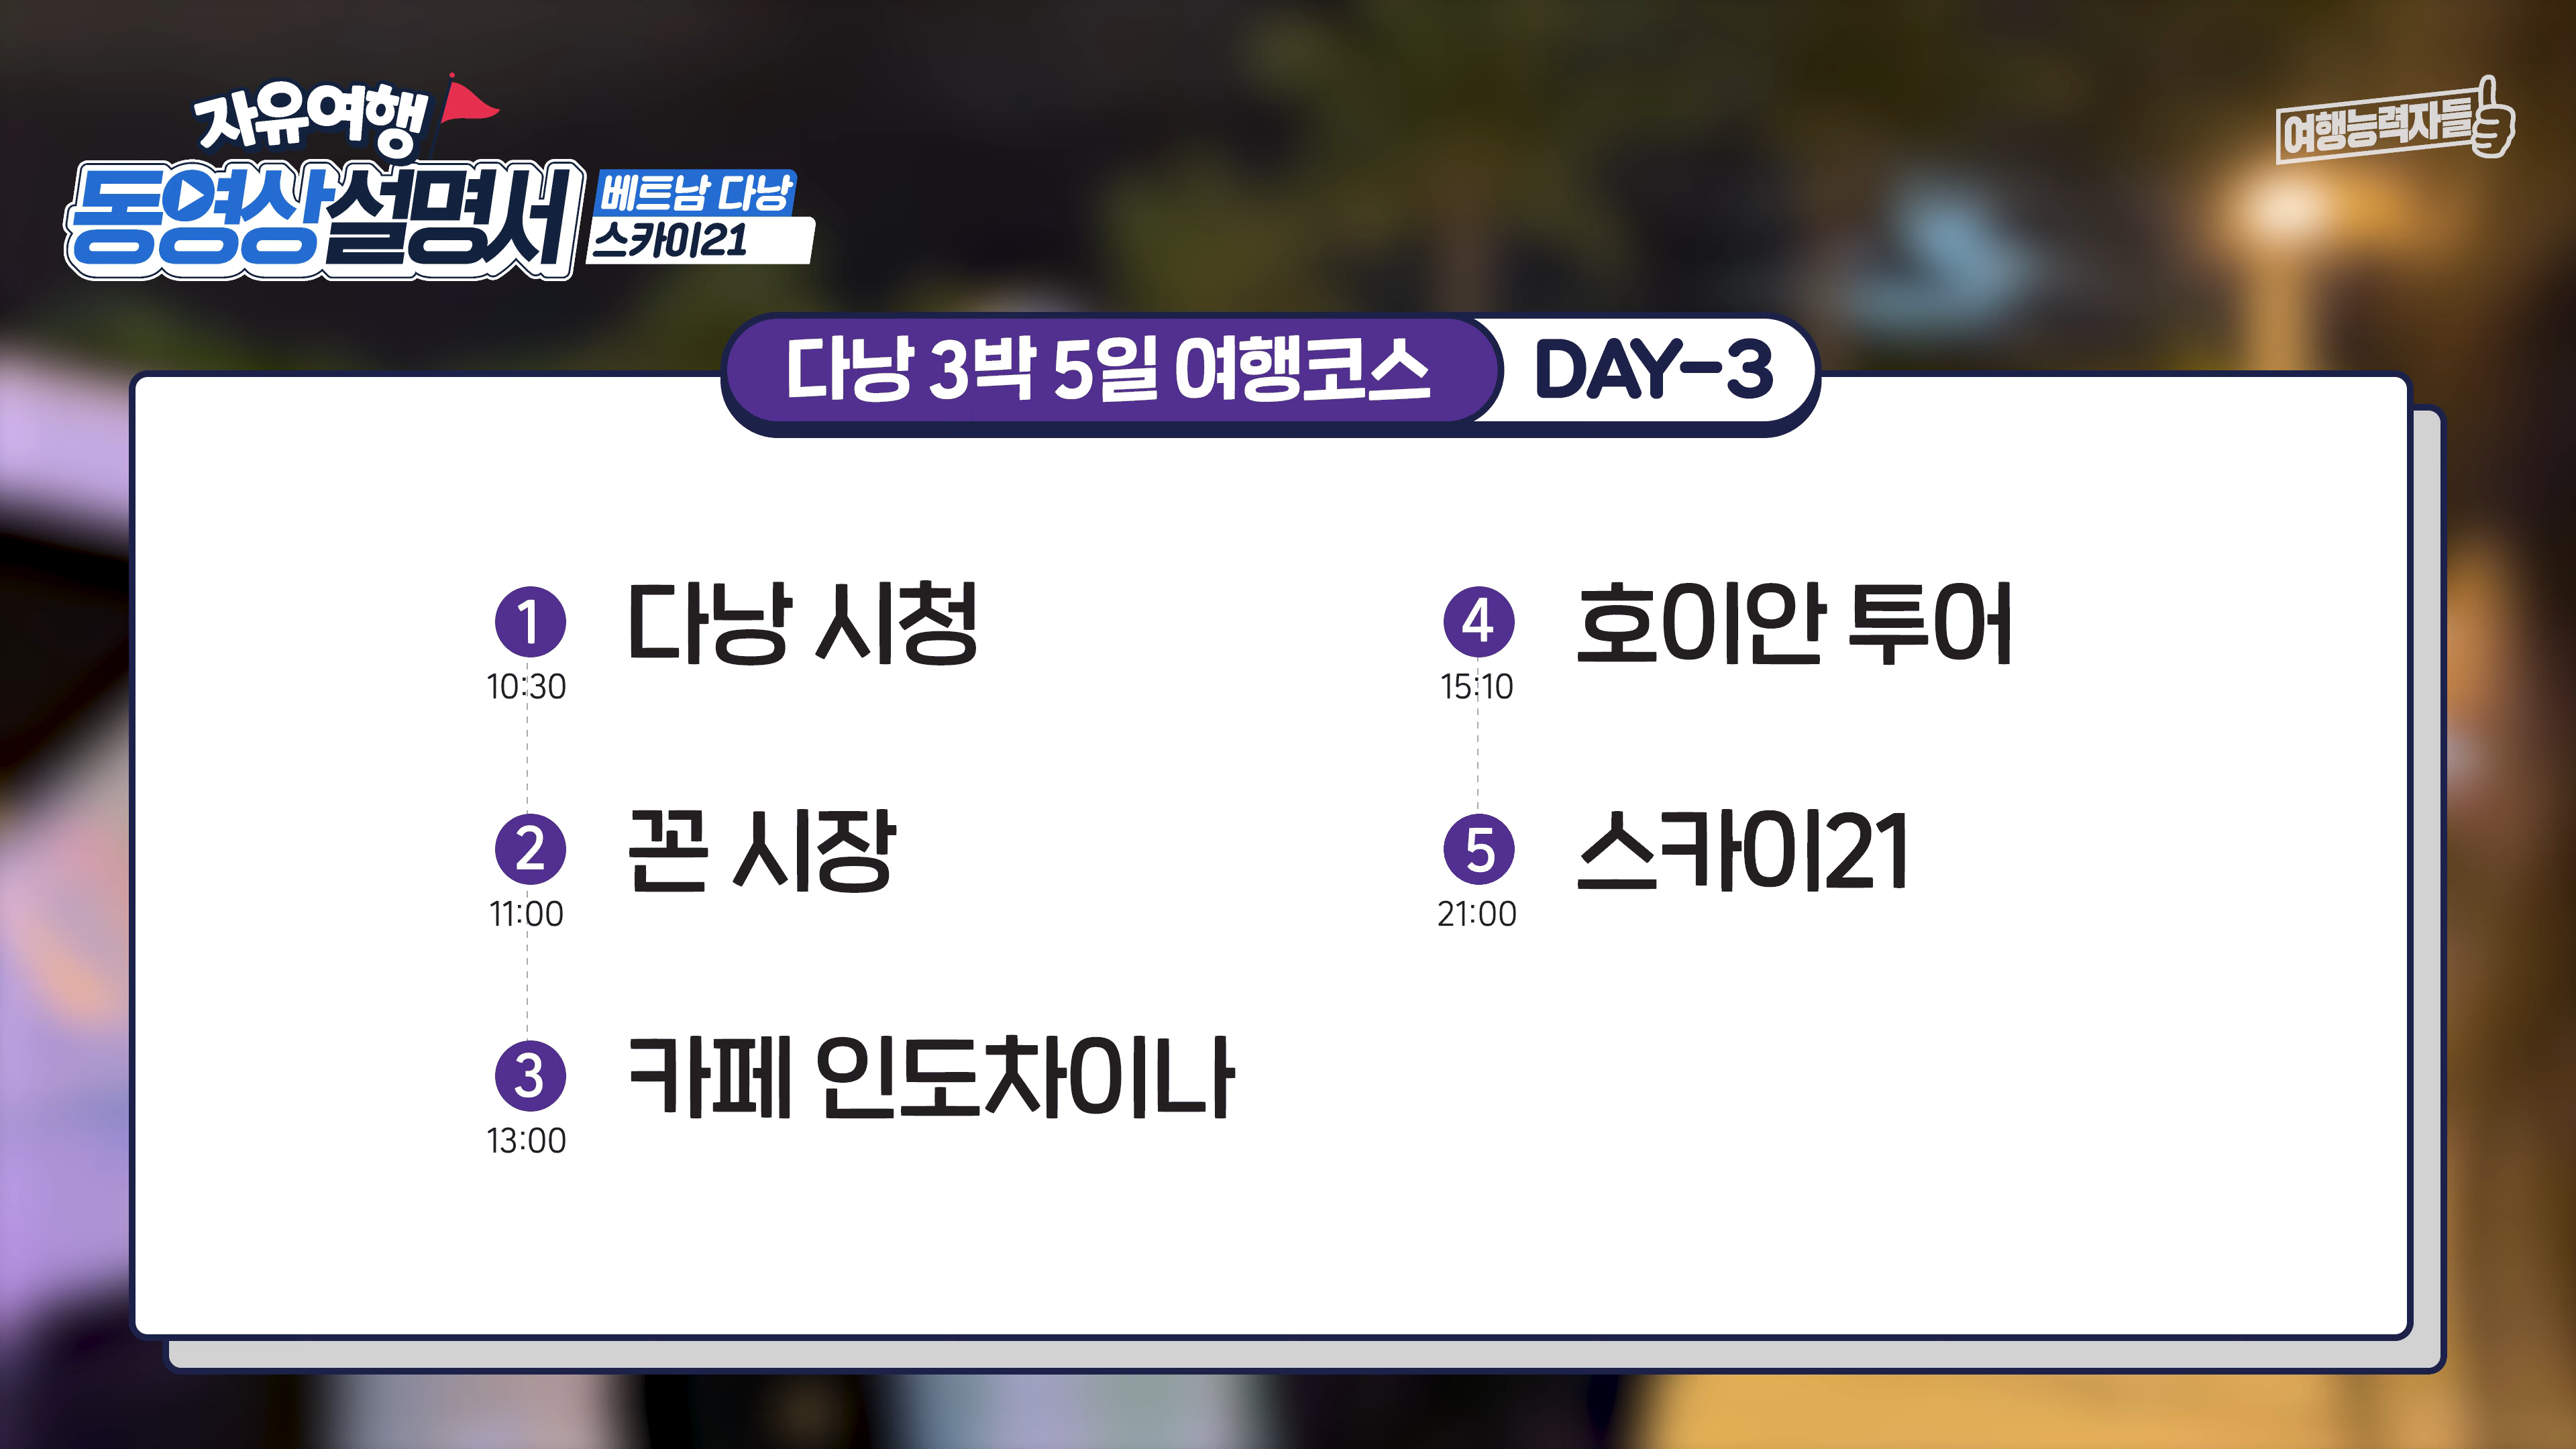 자유여행
동영상설명서
베트남 다낭
스카이21
여행능력자들
다낭 3박 5일 여행코스 DAY-3
1 다낭 시청
10:30
2 꼰 시장
11:00
3 카페 인도차이나
13:00
4 호이안 투어
15:10
5 스카이21
21:00